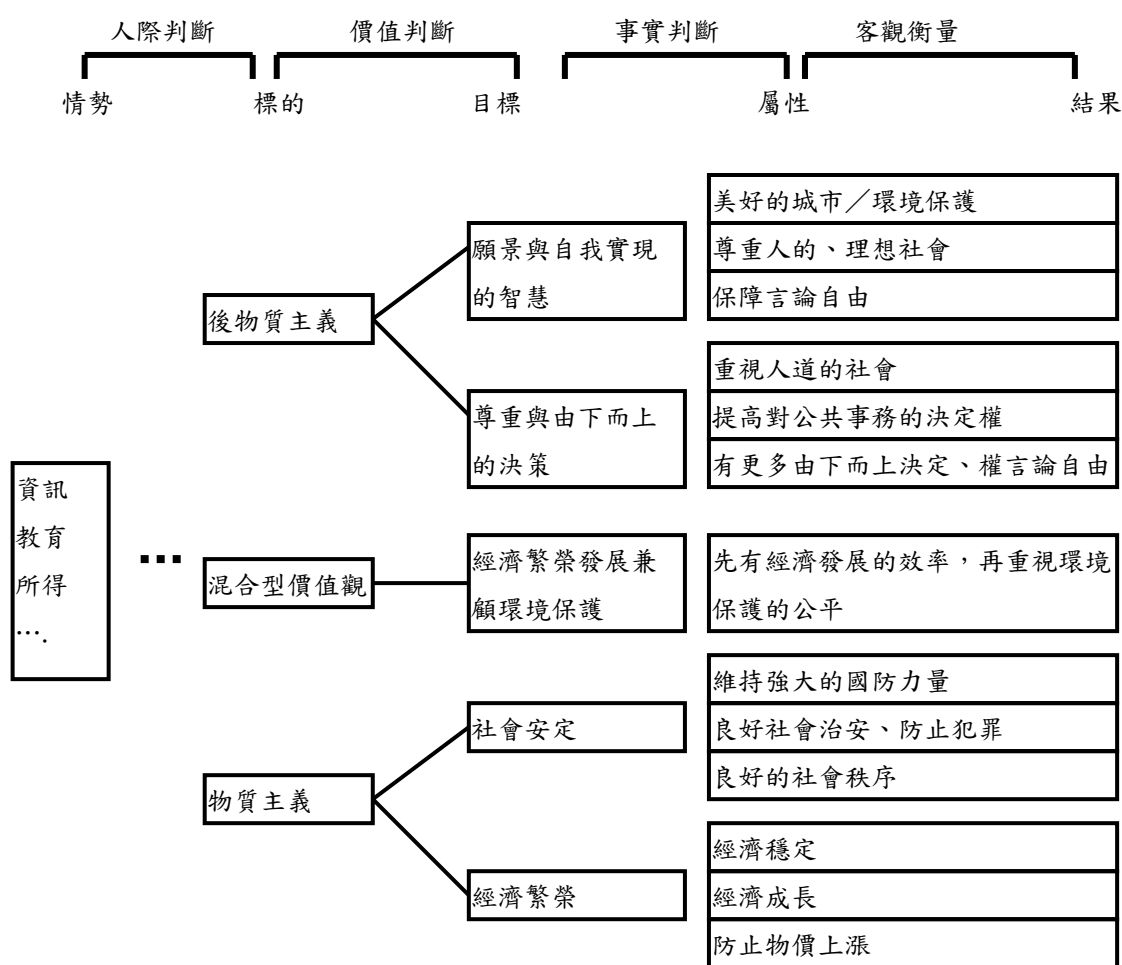 人際判斷 價值判斷 事實判斷 客觀衡量
情勢 標的 目標 屬性 結果
美好的城市／環境保護
願景與自我實現
的智慧
尊重人的、理想社會
保障言論自由
後物質主義
重視人道的社會
尊重與由下而上
的決策
提高對公共事務的決定權
有更多由下而上決定、權言論自由
資訊
教育
所得
….
...
混合型價值觀
經濟繁榮發展兼
顧環境保護
先有經濟發展的效率，再重視環境
保護的公平
維持強大的國防力量
社會安定
良好社會治安、防止犯罪
良好的社會秩序
物質主義
經濟穩定
經濟繁榮
經濟成長
防止物價上漲